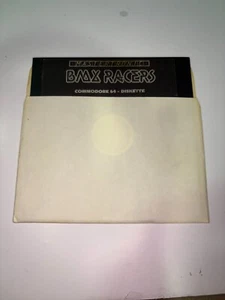 BMX RACERS
COMMODORE 64 - DISKETTE